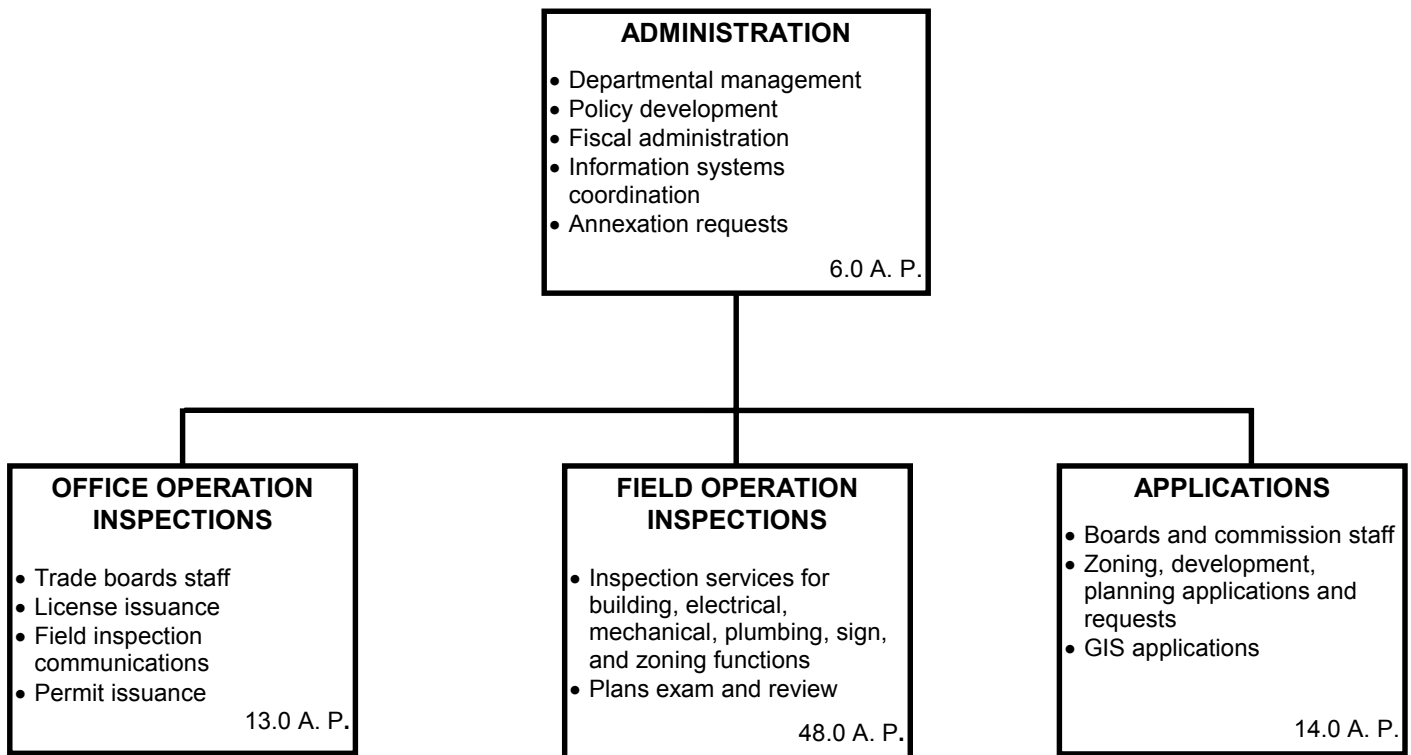 ADMINISTRATION
• Departmental management
• Policy development
• Fiscal administration
• Information systems
coordination
• Annexation requests
6.0 A. P.
OFFICE OPERATION
INSPECTIONS
• Trade boards staff
• License issuance
• Field inspection
communications
• Permit issuance
13.0 A. P.
FIELD OPERATION
INSPECTIONS
• Inspection services for
building, electrical,
mechanical, plumbing, sign,
and zoning functions
• Plans exam and review
48.0 A. P.
APPLICATIONS
• Boards and commission staff
• Zoning, development,
planning applications and
requests
• GIS applications
14.0 A. P.